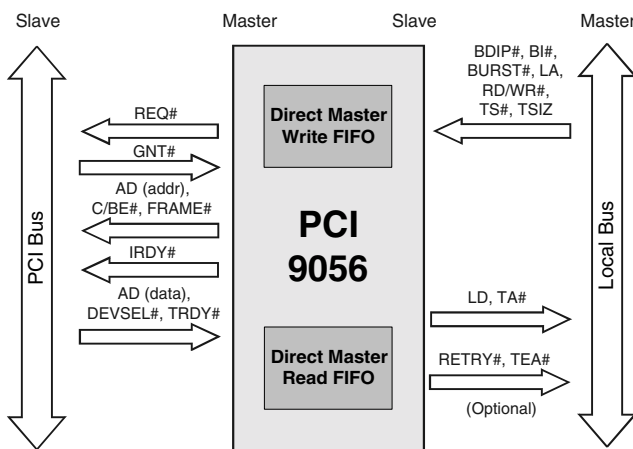 Slave Master Slave Master
BDIP#, BI#,
BURST#, LA,
RD/WR#,
TS#, TSIZ
REQ#
Direct Master
Write FIFO
GNT#
AD (addr),
C/BE#, FRAME#
PCI
9056
IRDY#
PCI Bus
Local Bus
AD (data),
DEVSEL#, TRDY#
LD, TA#
Direct Master
Read FIFO
RETRY#, TEA#
(Optional)